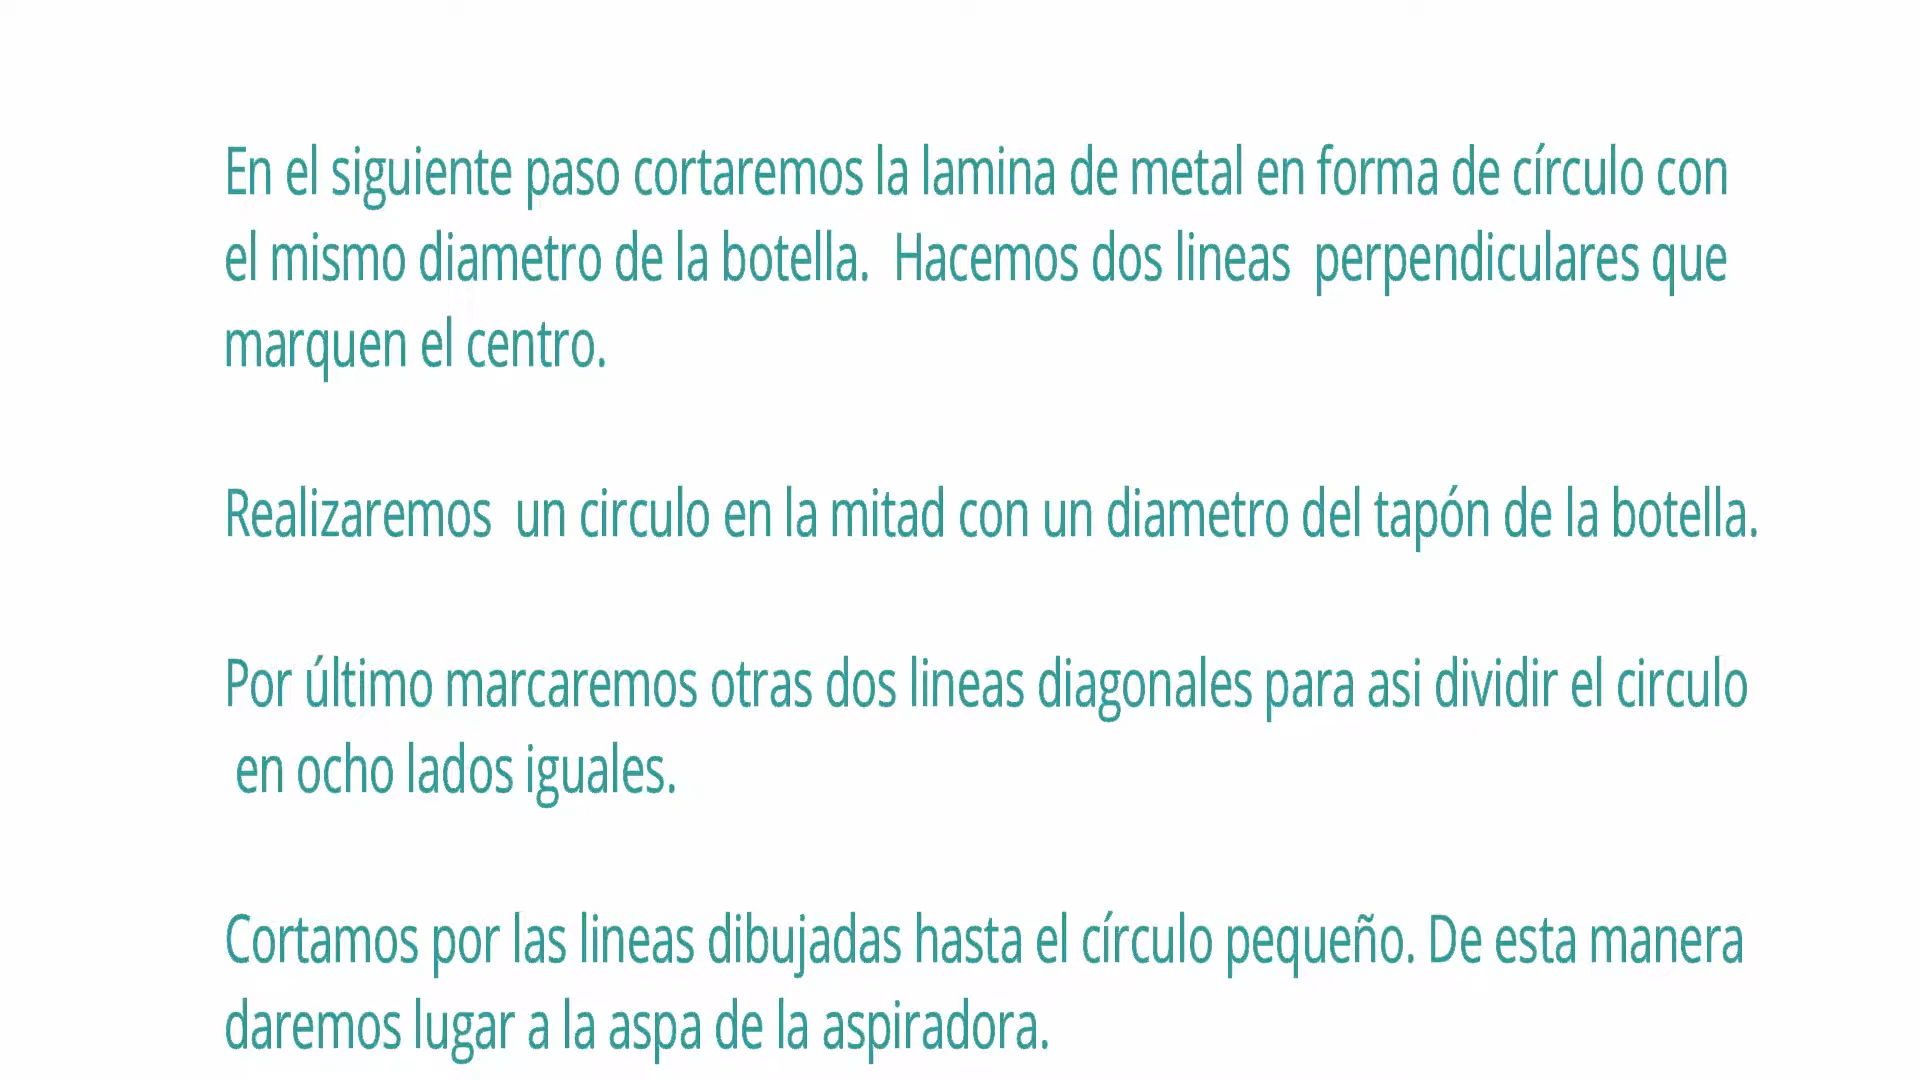 En el siguiente paso cortaremos la lamina de metal en forma de círculo con
el mismo diametro de la botella.  Hacemos dos lineas  perpendiculares que
marquen el centro.
Realizaremos  un circulo en la mitad con un diametro del tapón de la botella.
Por último marcaremos otras dos lineas diagonales para asi dividir el circulo
en ocho lados iguales.
Cortamos por las lineas dibujadas hasta el círculo pequeño. De esta manera
daremos lugar a la aspa de la aspiradora.